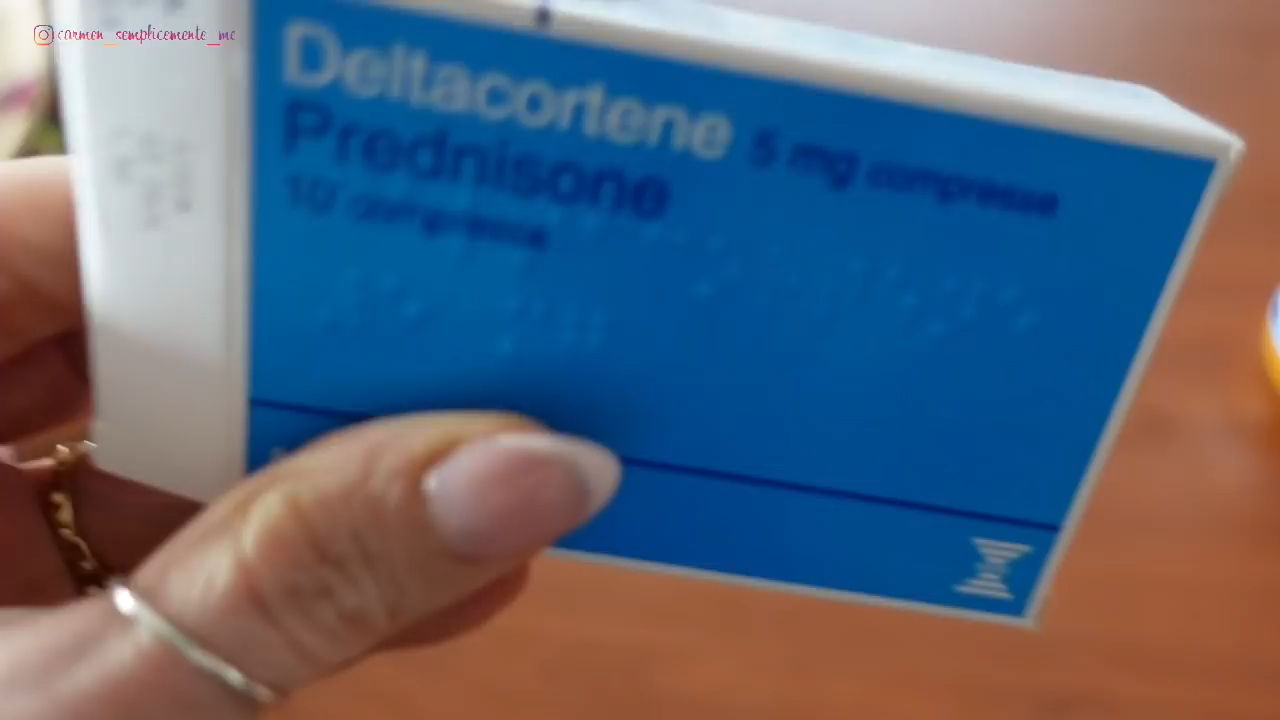 carmen_semplicemente_me
Deltacortene 5 mg compresse
Prednisone
10 compresse